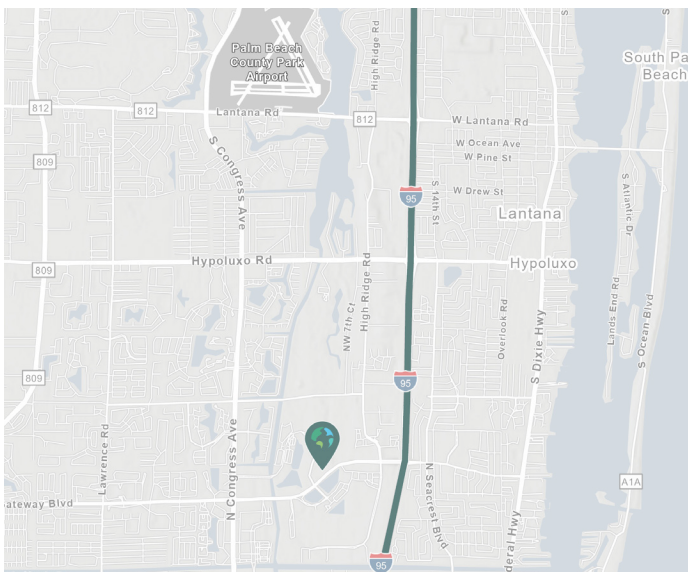 Palm Beach
County Park
Airport
High Ridge Rd
S
South Pa
Beach
812
812
Lantana Rd
812
W Lantana Rd
809
S Congress Ave
W Ocean Ave
W Pine St
S 14th St
W Drew St
95
S Atlantic Dr
Lantana
809
Hypoluxo Rd
Hypoluxo
NW 7th Ct
High Ridge Rd
Overlook Rd
S Dixie Hwy
Lands End Rd
S Ocean Blvd
809
95
Lawrence Rd
N Congress Ave
N Seacrest Blvd
A1A
ateway Blvd
deral Hwy
95